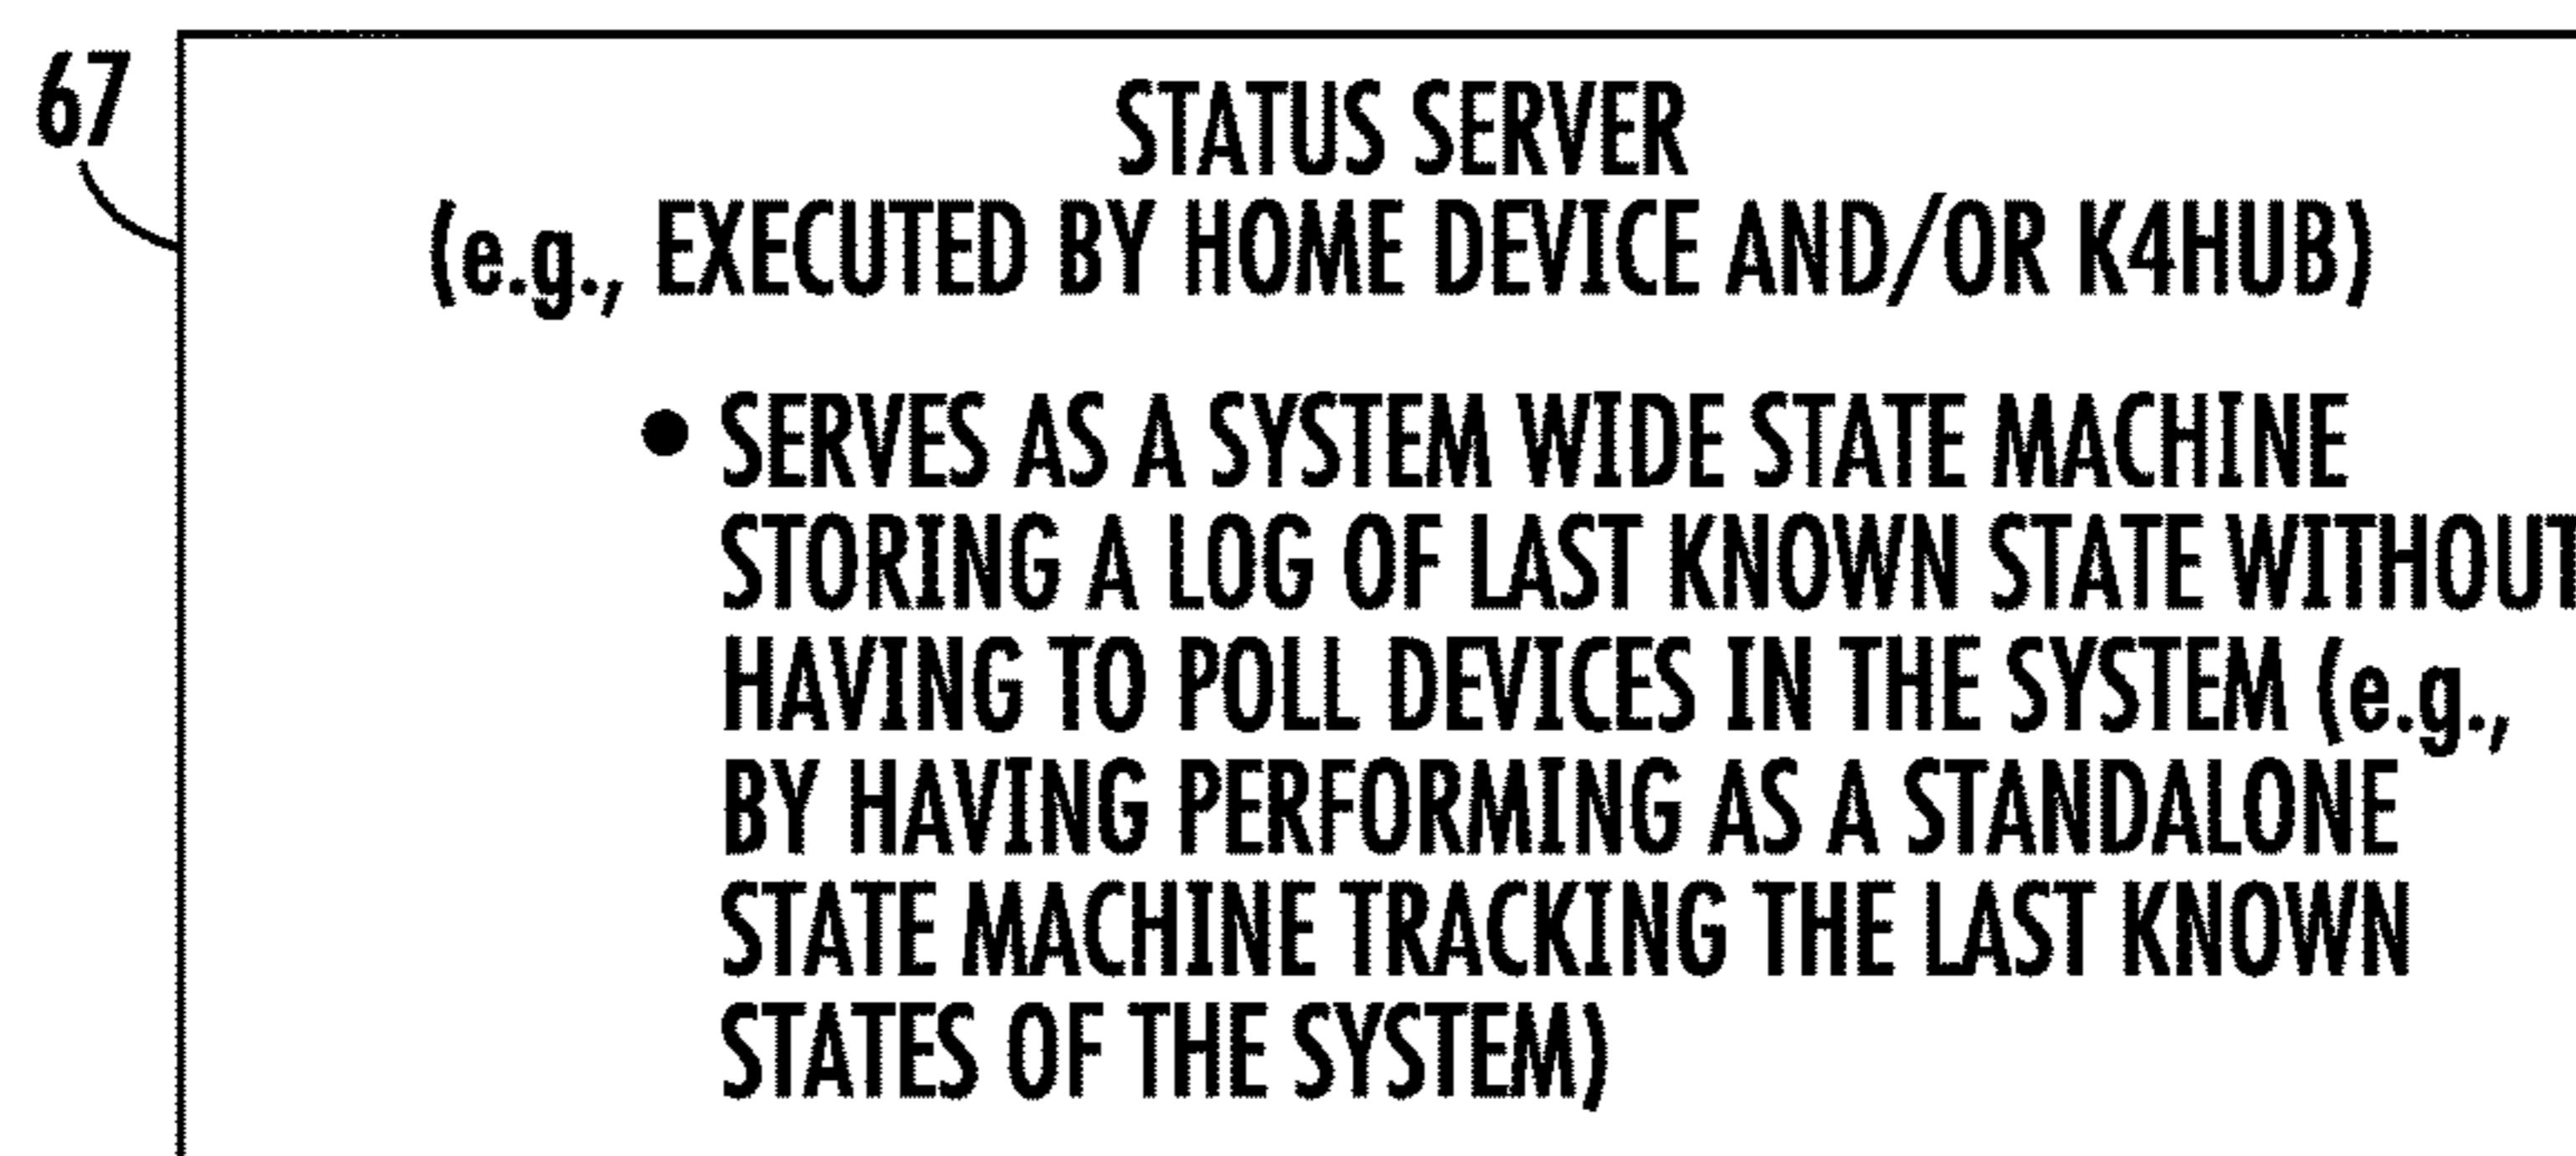 67
STATUS SERVER
(e.g., EXECUTED BY HOME DEVICE AND/OR K4HUB)
• SERVES AS A SYSTEM WIDE STATE MACHINE
STORING A LOG OF LAST KNOWN STATE WITHOUT
HAVING TO POLL DEVICES IN THE SYSTEM (e.g.,
BY HAVING PERFORMING AS A STANDALONE
STATE MACHINE TRACKING THE LAST KNOWN
STATES OF THE SYSTEM)